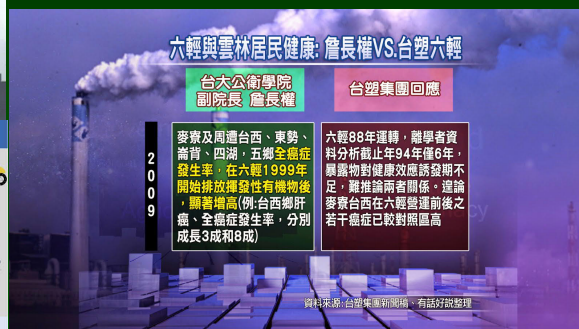 六輕與雲林居民健康: 詹長權VS.台塑六輕
台大公衛學院
副院長 詹長權
台塑集團回應
2009
麥寮及周遭台西、東勢、
崙背、四湖，五鄉全癌症
發生率，在六輕1999年
開始排放揮發性有機物後
，顯著增高(例:台西鄉肝
癌、全癌症發生率，分別
成長3成和8成)
六輕88年運轉，離學者資
料分析截止年94年僅6年，
暴露物對健康效應誘發期不
足，難推論兩者關係。遑論
麥寮台西在六輕營運前後之
若干癌症已較對照區高
資料來源:台塑集團新聞稿、有話好說整理